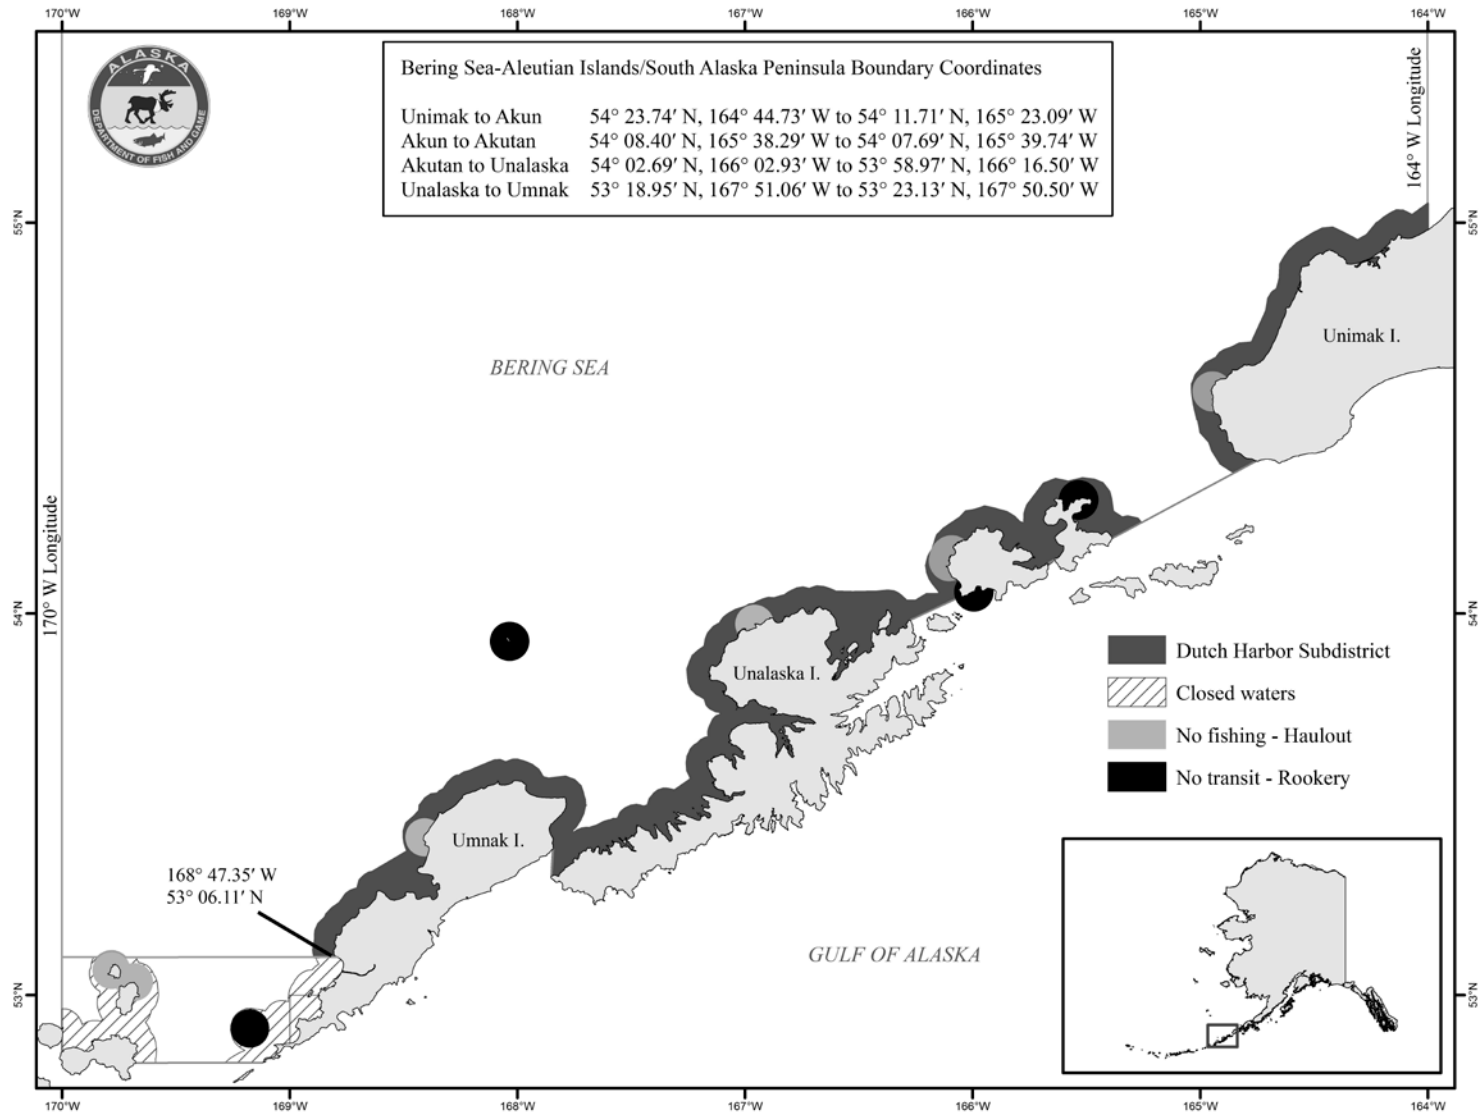 170°W 169°W 168°W 167°W 166°W 165°W 164°W
ALASKA
DEPARTMENT OF FISH AND GAME
Bering Sea-Aleutian Islands/South Alaska Peninsula Boundary Coordinates
Unimak to Akun 54° 23.74′ N, 164° 44.73′ W to 54° 11.71′ N, 165° 23.09′ W
Akun to Akutan 54° 08.40′ N, 165° 38.29′ W to 54° 07.69′ N, 165° 39.74′ W
Akutan to Unalaska 54° 02.69′ N, 166° 02.93′ W to 53° 58.97′ N, 166° 16.50′ W
Unalaska to Umnak 53° 18.95′ N, 167° 51.06′ W to 53° 23.13′ N, 167° 50.50′ W
164° W Longitude
55°N 55°N
Unimak I.
BERING SEA
170° W Longitude
54°N 54°N
Dutch Harbor Subdistrict
Unalaska I.
Closed waters
No fishing - Haulout
No transit - Rookery
Umnak I.
168° 47.35′ W
53° 06.11′ N
GULF OF ALASKA
53°N 53°N
170°W 169°W 168°W 167°W 166°W 165°W 164°W